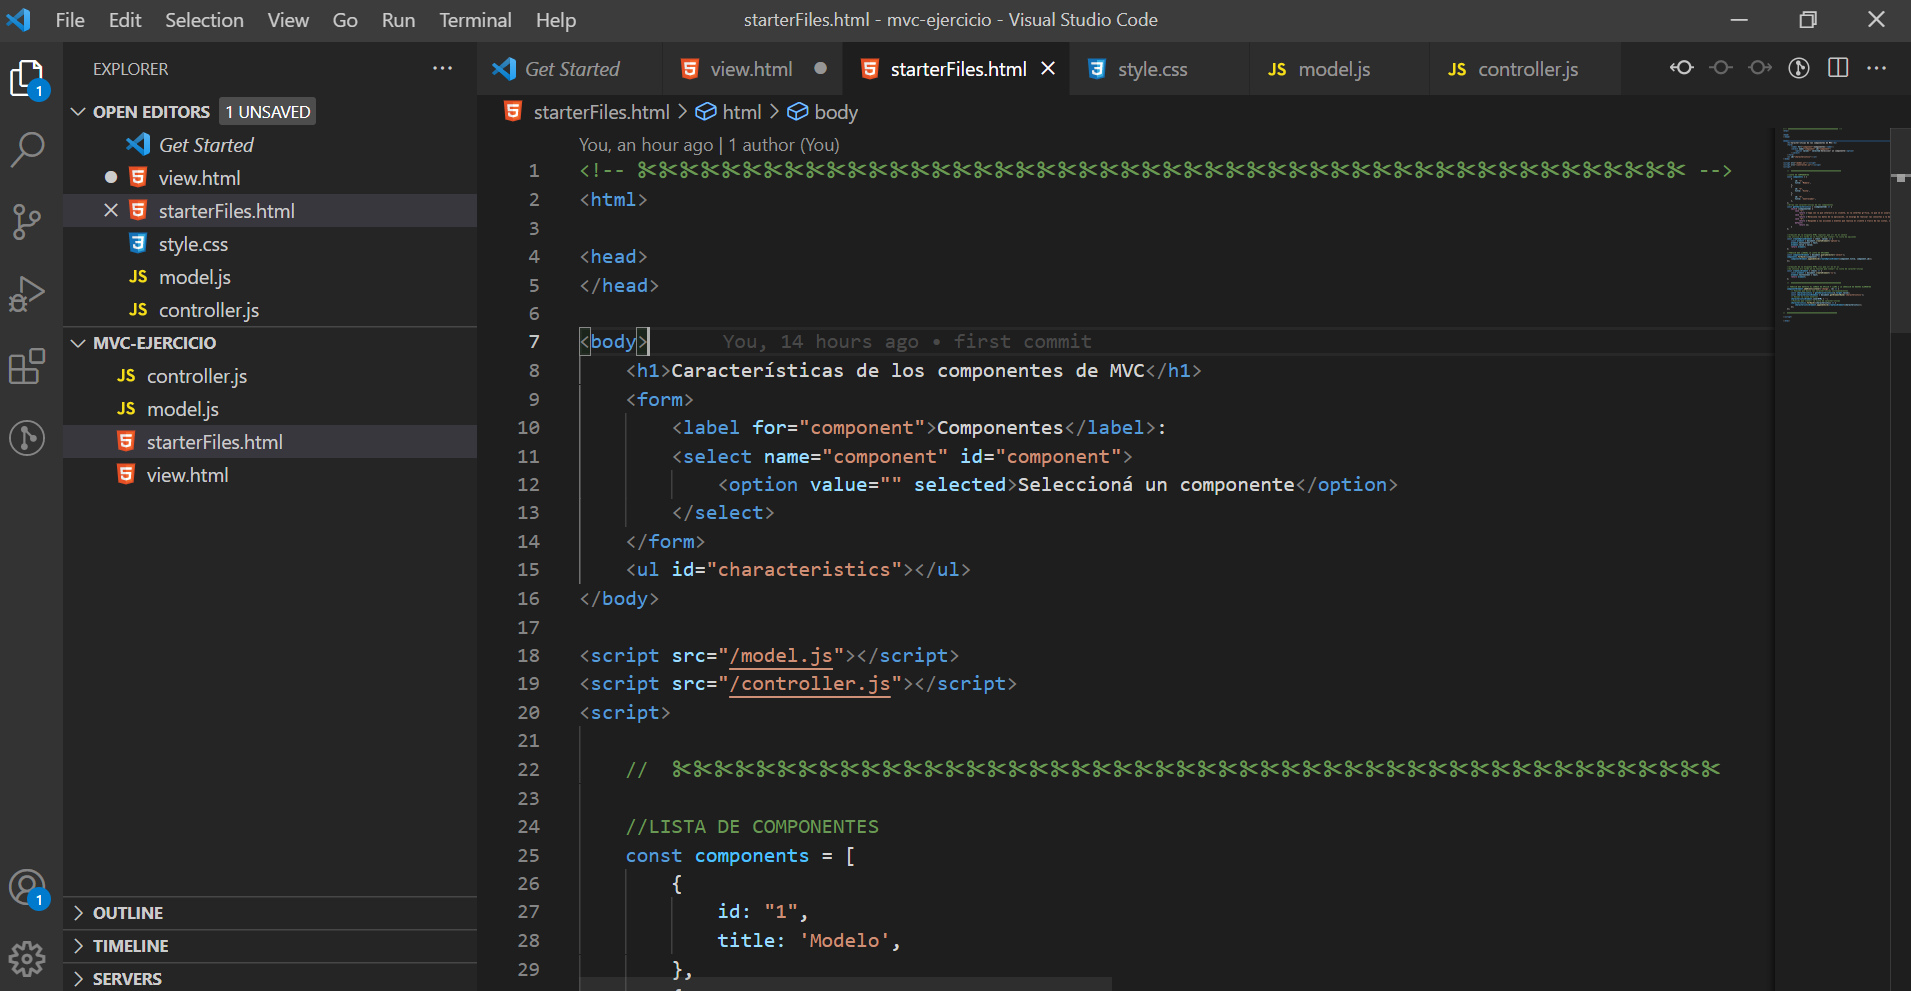 File Edit Selection View Go Run Terminal Help
starterFiles.html - mvc-ejercicio - Visual Studio Code
EXPLORER
OPEN EDITORS 1 UNSAVED
Get Started
view.html
starterFiles.html
style.css
model.js
controller.js
MVC-EJERCICIO
controller.js
model.js
starterFiles.html
view.html
OUTLINE
TIMELINE
SERVERS
1
1
Get Started view.html starterFiles.html style.css JS model.js JS controller.js
starterFiles.html > html > body
You, an hour ago | 1 author (You)
1 <!-- ✂✂✂✂✂✂✂✂✂✂✂✂✂✂✂✂✂✂✂✂✂✂✂✂✂✂✂✂✂✂✂✂✂✂✂✂✂✂✂✂✂✂✂✂✂✂✂✂✂✂ -->
2 <html>
3
4 <head>
5 </head>
6
7 <body> You, 14 hours ago • first commit
8 <h1>Características de los componentes de MVC</h1>
9 <form>
10 <label for="component">Componentes</label>:
11 <select name="component" id="component">
12 <option value="" selected>Seleccioná un componente</option>
13 </select>
14 </form>
15 <ul id="characteristics"></ul>
16 </body>
17
18 <script src="/model.js"></script>
19 <script src="/controller.js"></script>
20 <script>
21
22 // ✂✂✂✂✂✂✂✂✂✂✂✂✂✂✂✂✂✂✂✂✂✂✂✂✂✂✂✂✂✂✂✂✂✂✂✂✂✂✂✂✂✂✂✂✂✂✂✂✂✂
23
24 //LISTA DE COMPONENTES
25 const components = [
26 {
27 id: "1",
28 title: 'Modelo',
29 },